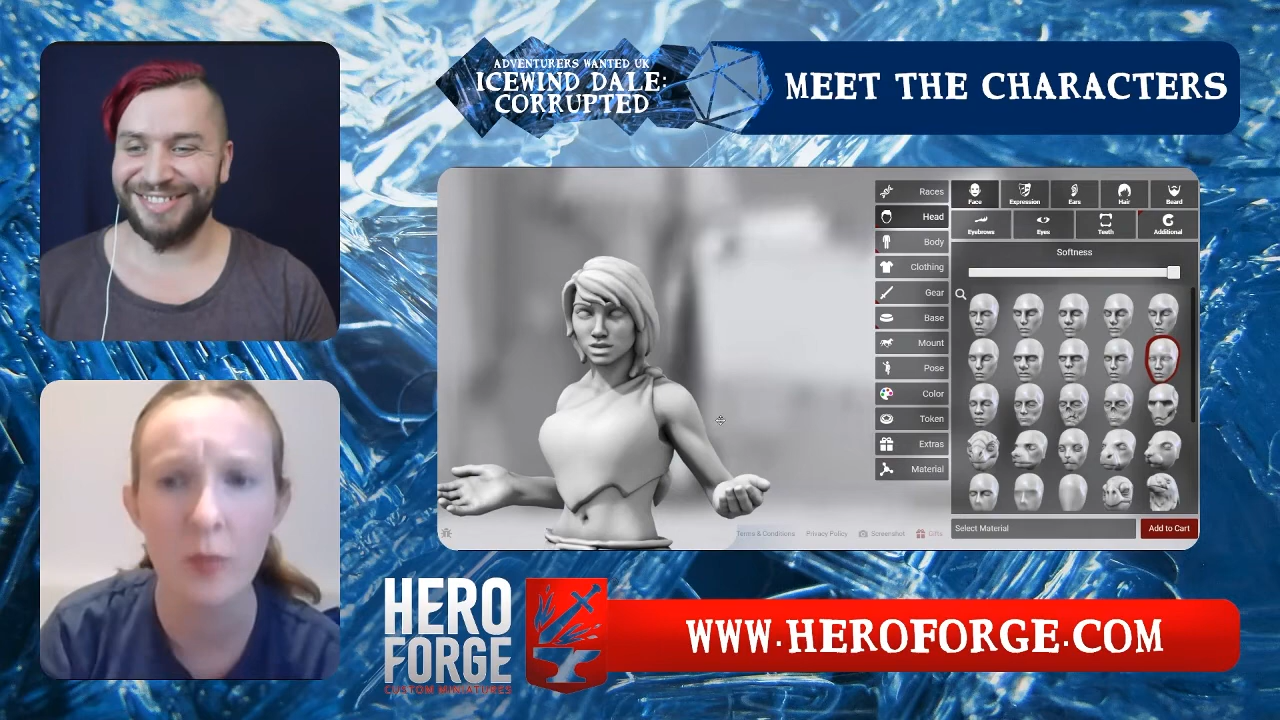 ADVENTURERS WANTED UK
ICEWIND DALE:
CORRUPTED
MEET THE CHARACTERS
Races
Head
Body
Clothing
Gear
Base
Mount
Pose
Color
Token
Extras
Material
Face
Expression
Ears
Hair
Beard
Eyebrows
Eyes
Teeth
Additional
Softness
Select Material
Add to Cart
Terms & Conditions
Privacy Policy
Screenshot
Gifts
HERO
FORGE
CUSTOM MINIATURES
WWW.HEROFORGE.COM